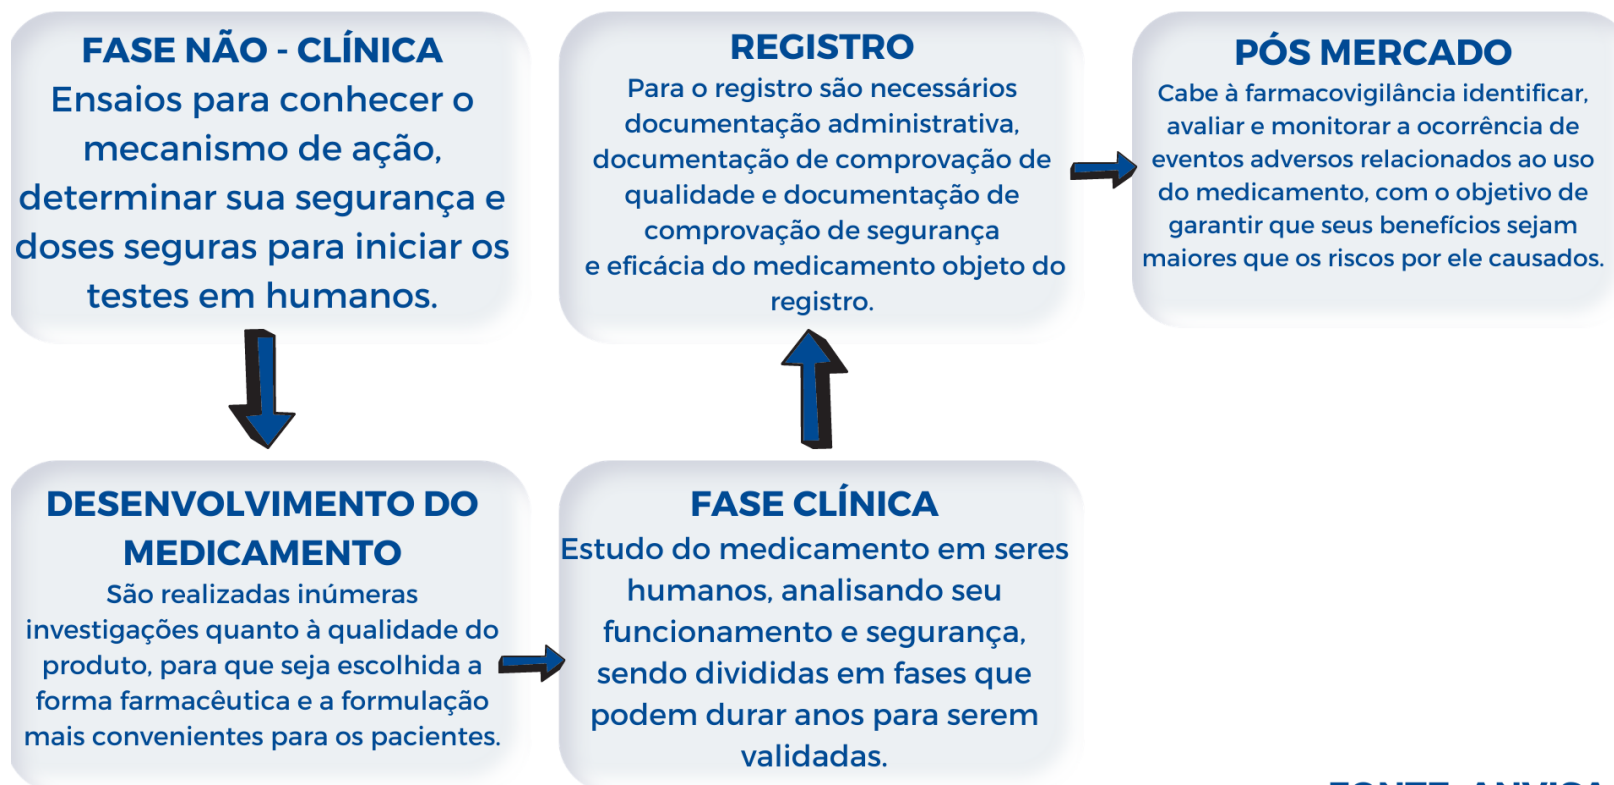 FASE NÃO - CLÍNICA
Ensaios para conhecer o
mecanismo de ação,
determinar sua segurança e
doses seguras para iniciar os
testes em humanos.
DESENVOLVIMENTO DO
MEDICAMENTO
São realizadas inúmeras
investigações quanto à qualidade do
produto, para que seja escolhida a
forma farmacêutica e a formulação
mais convenientes para os pacientes.
FASE CLÍNICA
Estudo do medicamento em seres
humanos, analisando seu
funcionamento e segurança,
sendo divididas em fases que
podem durar anos para serem
validadas.
REGISTRO
Para o registro são necessários
documentação administrativa,
documentação de comprovação de
qualidade e documentação de
comprovação de segurança
e eficácia do medicamento objeto do
registro.
PÓS MERCADO
Cabe à farmacovigilância identificar,
avaliar e monitorar a ocorrência de
eventos adversos relacionados ao uso
do medicamento, com o objetivo de
garantir que seus benefícios sejam
maiores que os riscos por ele causados.
FONTE: ANVISA